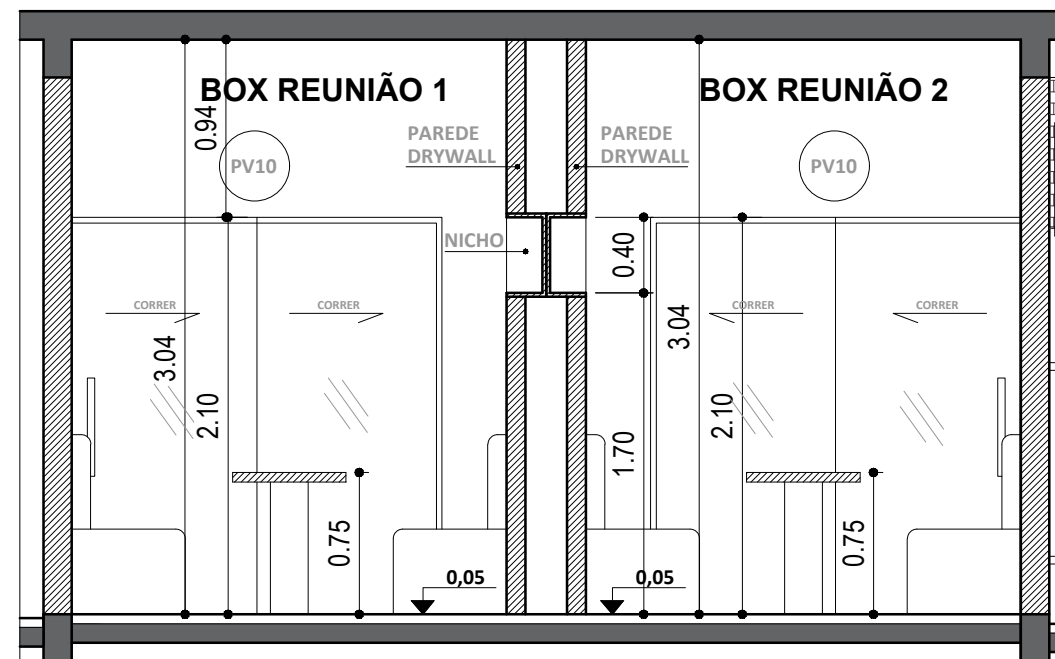 BOX REUNIÃO 1
BOX REUNIÃO 2
0.94
PAREDE
DRYWALL
PAREDE
DRYWALL
PV10
PV10
NICHO
0.40
CORRER
CORRER
CORRER
CORRER
3.04
3.04
2.10
2.10
1.70
0.75
0.75
0,05
0,05